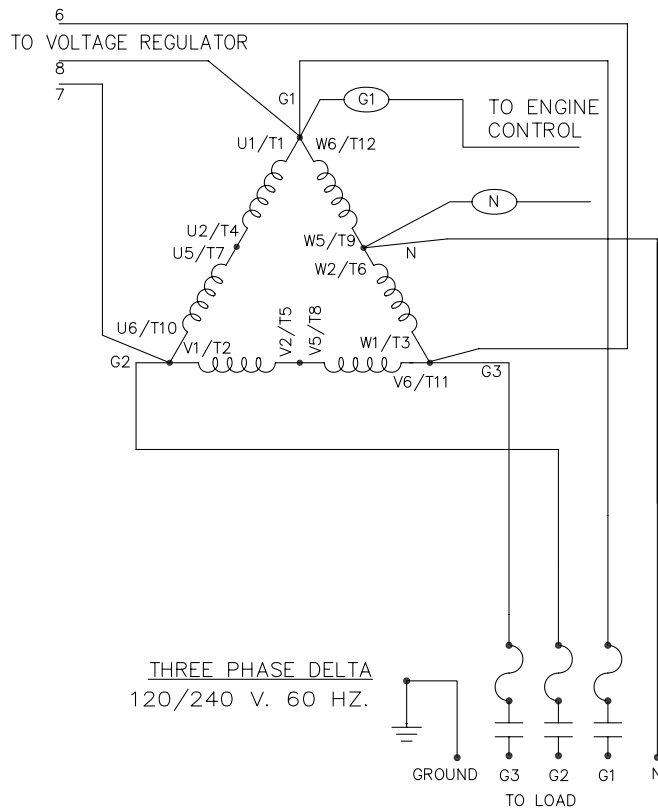 6
TO VOLTAGE REGULATOR
8
7
G1
G1
TO ENGINE
CONTROL
U1/T1
W6/T12
N
U2/T4
U5/T7
W5/T9
W2/T6
N
U6/T10
V1/T2
V2/T5
V5/T8
W1/T3
V6/T11
G2
G3
THREE PHASE DELTA
120/240 V. 60 HZ.
GROUND
G3
G2
G1
N
TO LOAD